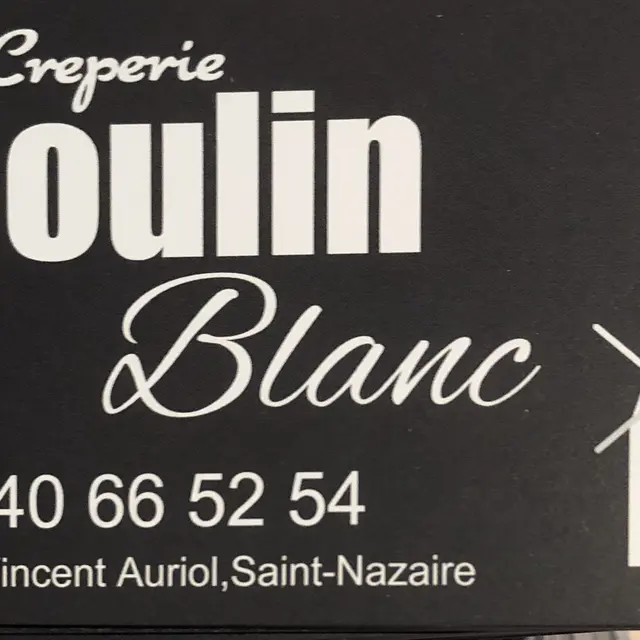 Creperie
oulin
Blanc
40 66 52 54
incent Auriol,Saint-Nazaire